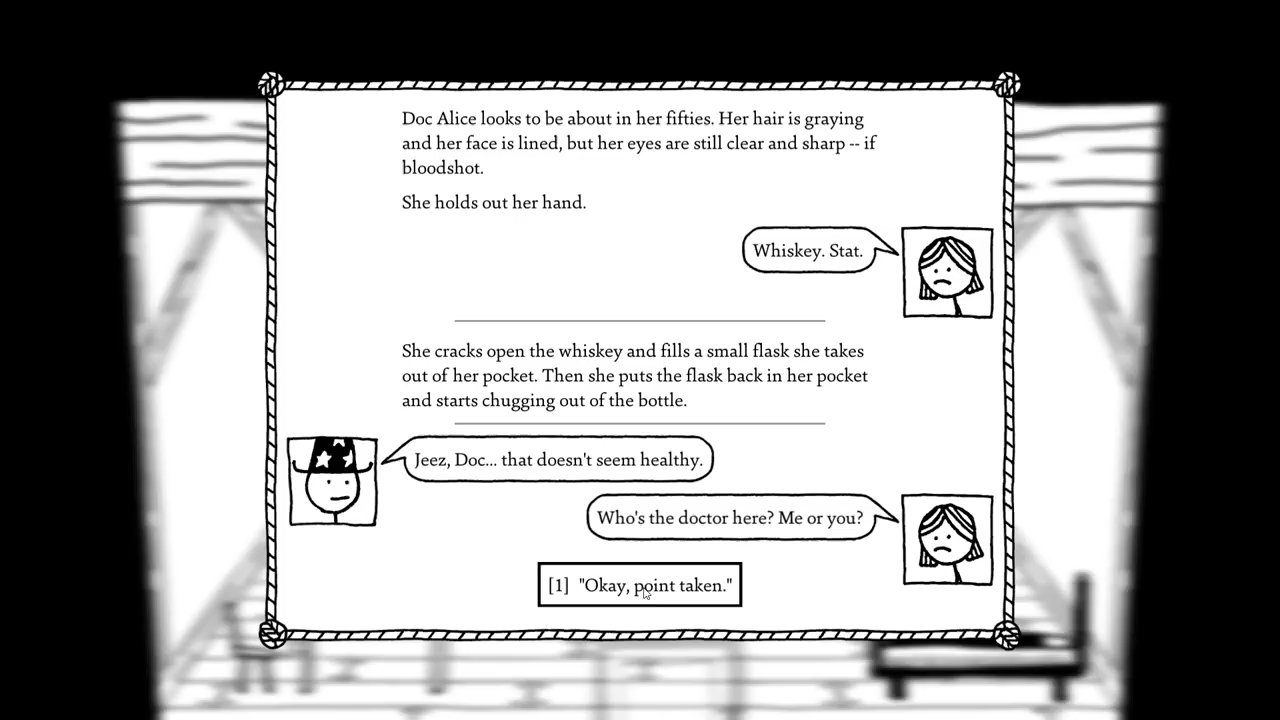 Doc Alice looks to be about in her fifties. Her hair is graying
and her face is lined, but her eyes are still clear and sharp -- if
bloodshot.
She holds out her hand.
Whiskey. Stat.
She cracks open the whiskey and fills a small flask she takes
out of her pocket. Then she puts the flask back in her pocket
and starts chugging out of the bottle.
Jeez, Doc... that doesn't seem healthy.
Who's the doctor here? Me or you?
[1] "Okay, point taken."